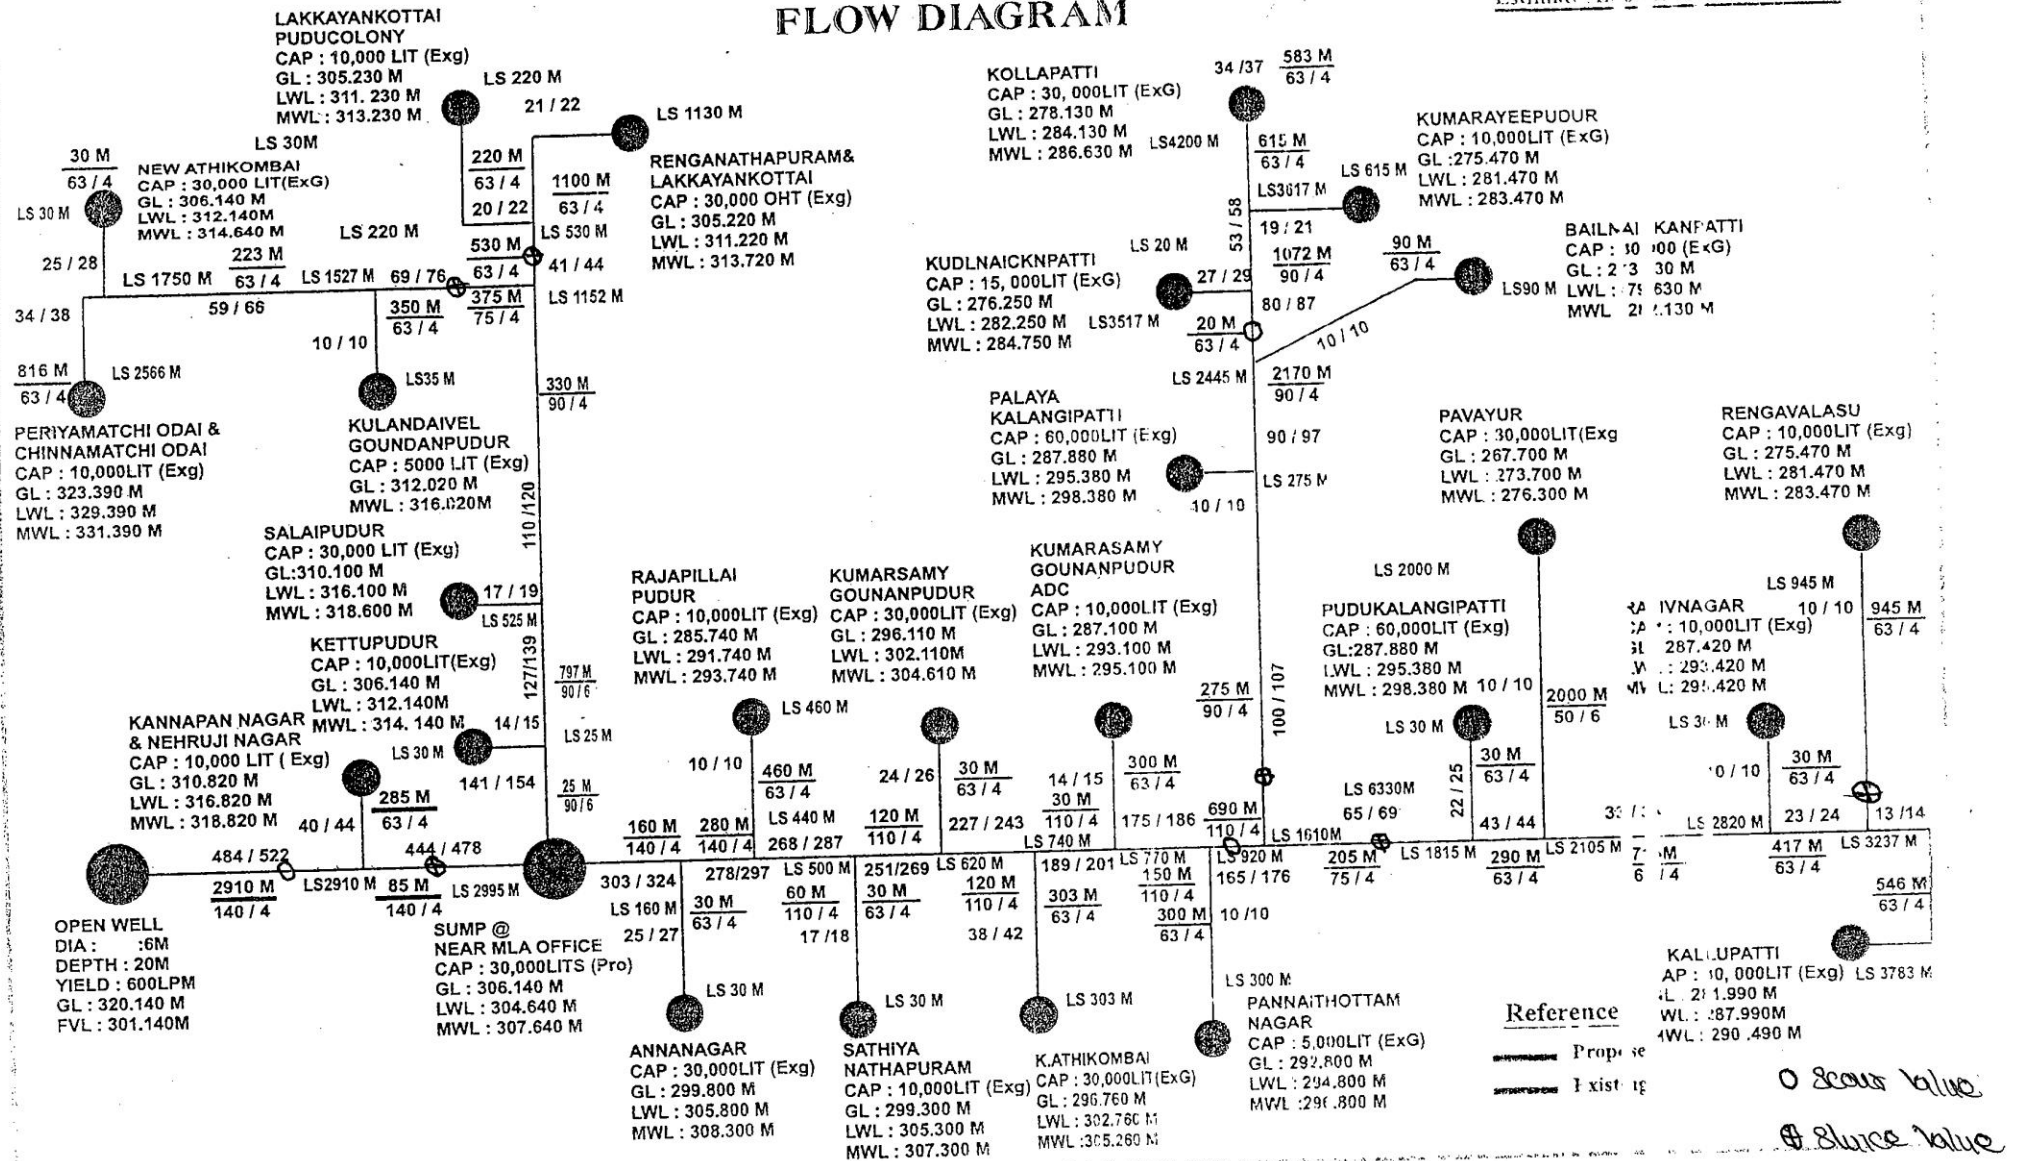 FLOW DIAGRAM
LAKKAYANKOTTAI
PUDUCOLONY
CAP : 10,000 LIT (Exg)
GL : 305.230 M
LWL : 311. 230 M
MWL : 313.230 M
LS 220 M
21 / 22
LS 1130 M
LS 30M
30 M
63 / 4
NEW ATHIKOMBAI
CAP : 30,000 LIT(ExG)
GL : 306.140 M
LWL : 312.140M
MWL : 314.640 M
LS 30 M
25 / 28
220 M
63 / 4
20 / 22
1100 M
63 / 4
RENGANATHAPURAM&
LAKKAYANKOTTAI
CAP : 30,000 OHT (Exg)
GL : 305.220 M
LWL : 311.220 M
MWL : 313.720 M
LS 220 M
LS 530 M
530 M
63 / 4
41 / 44
LS 1750 M
223 M
63 / 4
LS 1527 M
69 / 76
375 M
75 / 4
LS 1152 M
34 / 38
59 / 66
350 M
63 / 4
10 / 10
816 M
63 / 4
LS 2566 M
LS35 M
330 M
90 / 4
PERIYAMATCHI ODAI &
CHINNAMATCHI ODAI
CAP : 10,000LIT (Exg)
GL : 323.390 M
LWL : 329.390 M
MWL : 331.390 M
KULANDAIVEL
GOUNDANPUDUR
CAP : 5000 LIT (Exg)
GL : 312.020 M
MWL : 316.020M
110 /120
SALAIPUDUR
CAP : 30,000 LIT (Exg)
GL:310.100 M
LWL : 316.100 M
MWL : 318.600 M
17 / 19
LS 525 M
127/139
797 M
90/ 6
KETTUPUDUR
CAP : 10,000LIT(Exg)
GL : 306.140 M
LWL : 312.140M
MWL : 314. 140 M
14 / 15
LS 25 M
LS 30 M
141 / 154
25 M
90/6
KANNAPAN NAGAR
& NEHRUJI NAGAR
CAP : 10,000 LIT ( Exg)
GL : 310.820 M
LWL : 316.820 M
MWL : 318.820 M
40 / 44
285 M
63 / 4
484 / 522
2910 M
140 / 4
LS2910 M
444 / 478
85 M
140 / 4
LS 2995 M
OPEN WELL
DIA : :6M
DEPTH : 20M
YIELD : 600LPM
GL : 320.140 M
FVL : 301.140M
SUMP @
NEAR MLA OFFICE
CAP : 30,000LITS (Pro)
GL : 306.140 M
LWL : 304.640 M
MWL : 307.640 M
KOLLAPATTI
CAP : 30, 000LIT (ExG)
GL : 278.130 M
LWL : 284.130 M
MWL : 286.630 M
34 /37
583 M
63 / 4
LS4200 M
615 M
63 / 4
LS3617 M
LS 615 M
KUMARAYEEPUDUR
CAP : 10,000LIT (ExG)
GL :275.470 M
LWL : 281.470 M
MWL : 283.470 M
53 / 58
19 / 21
1072 M
90 / 4
80 / 87
90 M
63 / 4
LS90 M
10 / 10
KUDLNAICKNPATTI
CAP : 15, 000LIT (ExG)
GL : 276.250 M
LWL : 282.250 M
MWL : 284.750 M
LS 20 M
27 / 29
LS3517 M
20 M
63 / 4
LS 2445 M
2170 M
90 / 4
90 / 97
PALAYA
KALANGIPATTI
CAP : 60,000LIT (Exg)
GL : 287.880 M
LWL : 295.380 M
MWL : 298.380 M
LS 275 M
10 / 10
275 M
90 / 4
100 / 107
PAVAYUR
CAP : 30,000LIT(Exg
GL : 267.700 M
LWL : 273.700 M
MWL : 276.300 M
RENGAVALASU
CAP : 10,000LIT (Exg)
GL : 275.470 M
LWL : 281.470 M
MWL : 283.470 M
RAJAPILLAI
PUDUR
CAP : 10,000LIT (Exg)
GL : 285.740 M
LWL : 291.740 M
MWL : 293.740 M
KUMARSAMY
GOUNANPUDUR
CAP : 30,000LIT (Exg)
GL : 296.110 M
LWL : 302.110M
MWL : 304.610 M
KUMARASAMY
GOUNANPUDUR
ADC
CAP : 10,000LIT (Exg)
GL : 287.100 M
LWL : 293.100 M
MWL : 295.100 M
PUDUKALANGIPATTI
CAP : 60,000LIT (Exg)
GL:287.880 M
LWL : 295.380 M
MWL : 298.380 M
LS 2000 M
10 / 10
2000 M
50 / 6
: 10,000LIT (Exg)
287.420 M
LS 945 M
10 / 10
945 M
63 / 4
LS 460 M
10 / 10
460 M
63 / 4
24 / 26
30 M
63 / 4
14 / 15
300 M
63 / 4
LS 30 M
30 M
63 / 4
22 / 25
30 M
63 / 4
160 M
140 / 4
280 M
140 / 4
LS 440 M
268 / 287
120 M
110 / 4
227 / 243
30 M
110 / 4
175 / 186
690 M
110 / 4
LS 740 M
LS 1610M
LS 6330M
65 / 69
43 / 44
LS 2820 M
23 / 24
13 /14
303 / 324
278/297
LS 500 M
251/269
LS 620 M
189 / 201
LS 770 M
LS 920 M
205 M
75 / 4
LS 1815 M
290 M
63 / 4
LS 2105 M
417 M
63 / 4
LS 3237 M
LS 160 M
30 M
63 / 4
25 / 27
60 M
110 / 4
17 /18
30 M
63 / 4
120 M
110 / 4
38 / 42
303 M
63 / 4
150 M
110 / 4
165 / 176
300 M
63 / 4
10 /10
546 M
63 / 4
LS 30 M
LS 30 M
LS 303 M
LS 300 M
ANNANAGAR
CAP : 30,000LIT (Exg)
GL : 299.800 M
LWL : 305.800 M
MWL : 308.300 M
SATHIYA
NATHAPURAM
CAP : 10,000LIT (Exg)
GL : 299.300 M
LWL : 305.300 M
MWL : 307.300 M
K.ATHIKOMBAI
CAP : 30,000LIT(ExG)
GL : 296.760 M
LWL : 302.760 M
MWL :305.260 M
PANNAITHOTTAM
NAGAR
CAP : 5,000LIT (ExG)
GL : 292.800 M
LWL : 294.800 M
MWL :296.800 M
LS 3783 M
MWL : 290 .490 M
Reference
O Scour Valve
⊕ Sluice Valve